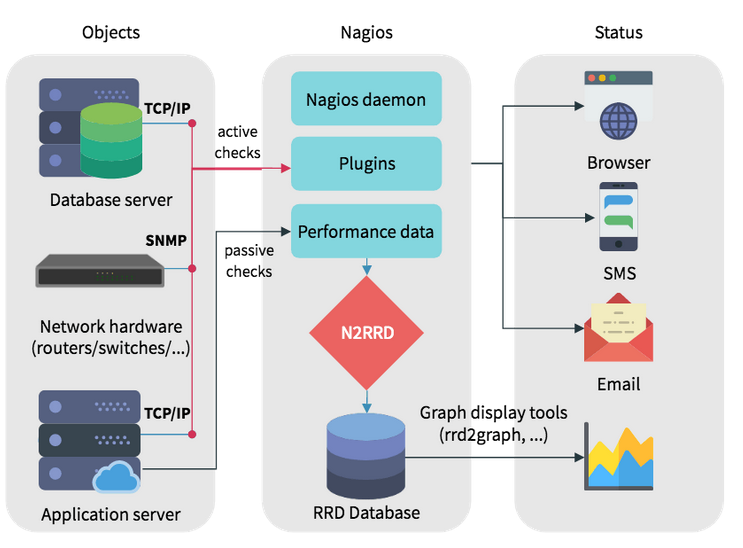 Objects
Nagios
Status
TCP/IP
Database server
SNMP
Network hardware
(routers/switches/...)
TCP/IP
Application server
active
checks
passive
checks
Nagios daemon
Plugins
Performance data
N2RRD
RRD Database
Graph display tools
(rrd2graph, ...)
Browser
SMS
Email